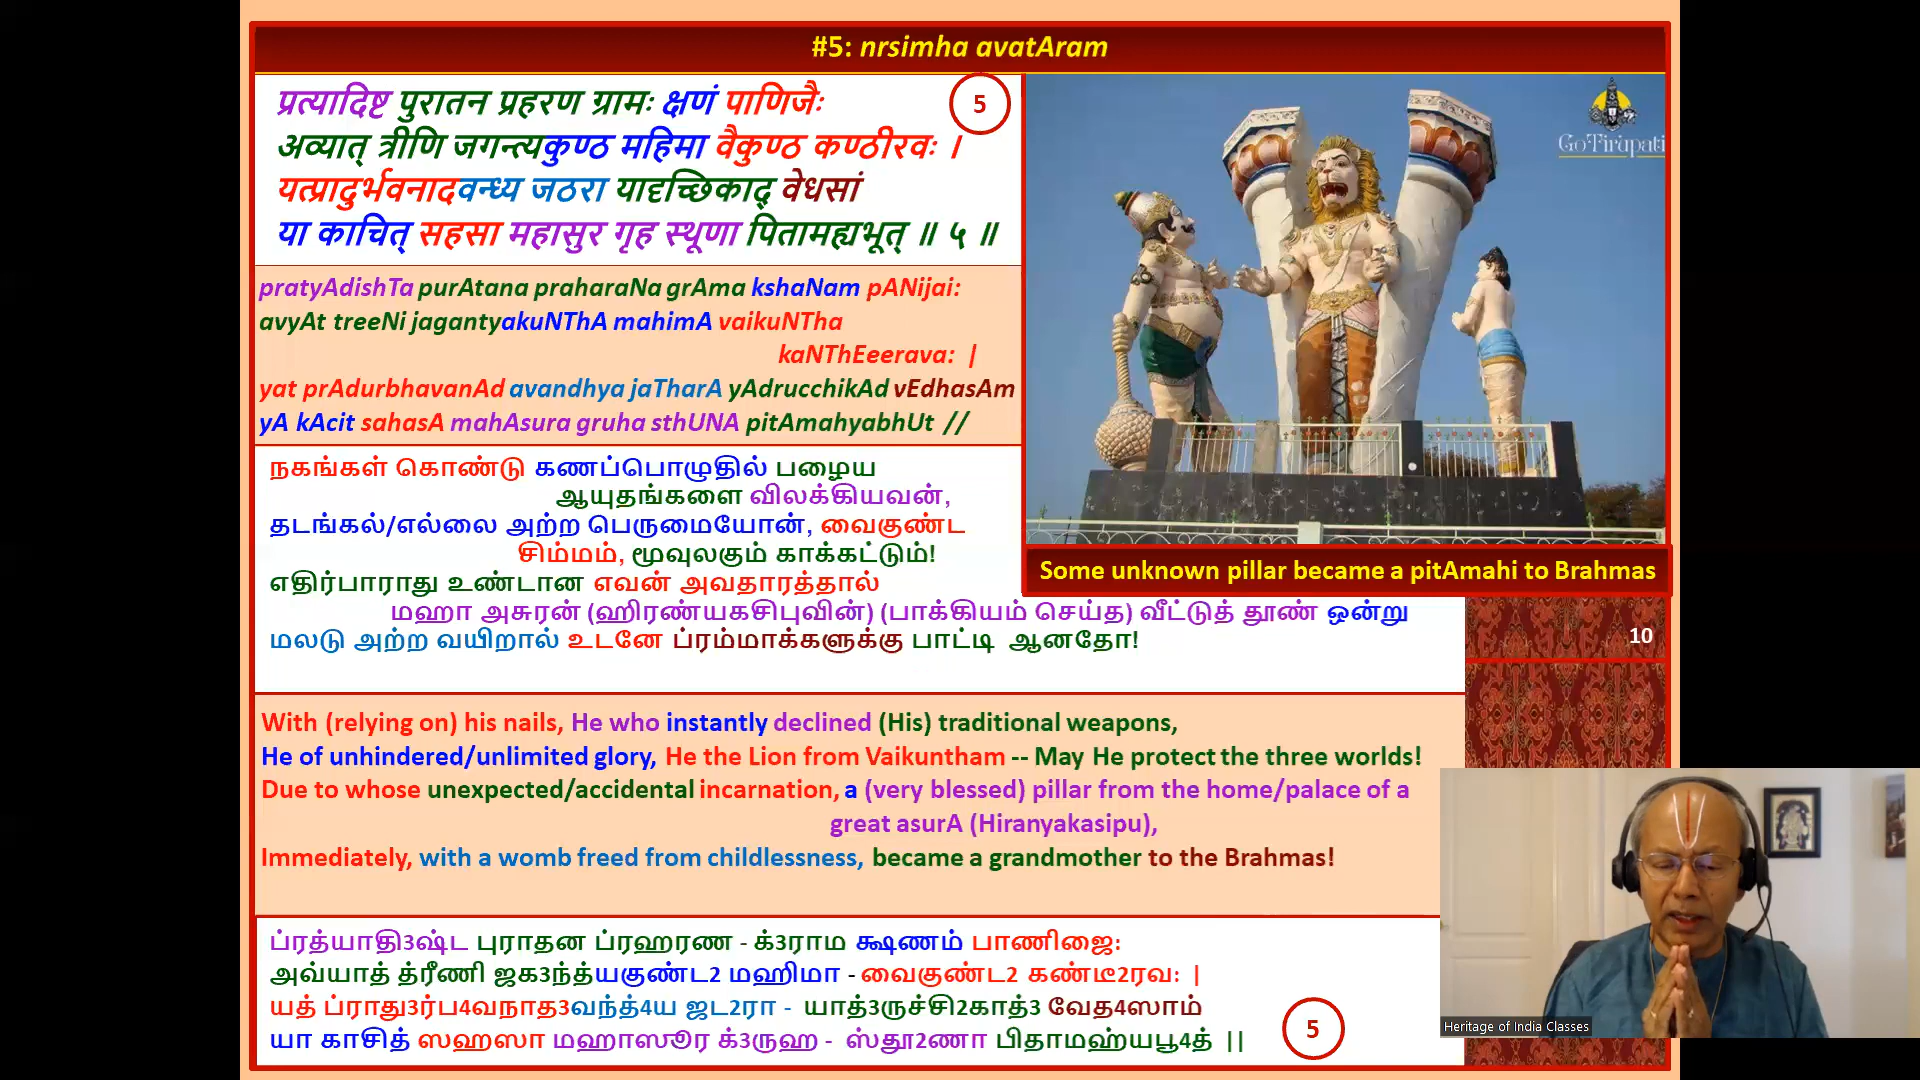 #5: nrsimha avatAram
प्रत्यादिष्ट पुरातन प्रहरण ग्रामः क्षणं पाणिजैः
अव्यात् त्रीणि जगन्त्यकुण्ठ महिमा वैकुण्ठ कण्ठीरवः ।
यत्प्रादुर्भवनादवन्ध्य जठरा यादृच्छिकाद् वेधसां
या काचित् सहसा महासुर गृह स्थूणा पितामह्यभूत् ॥ ५ ॥
5
pratyAdishTa purAtana praharaNa grAma kshaNam pANijai:
avyAt treeNi jagantyakuNThA mahimA vaikuNTha
kaNThEeerava: |
yat prAdurbhavanAd avandhya jaTharA yAdrucchikAd vEdhasAm
yA kAcit sahasA mahAsura gruha sthUNA pitAmahyabhUt //
நகங்கள் கொண்டு கணப்பொழுதில் பழைய
ஆயுதங்களை விலக்கியவன்,
தடங்கல்/எல்லை அற்ற பெருமையோன், வைகுண்ட
சிம்மம், மூவுலகும் காக்கட்டும்!
எதிர்பாராது உண்டான எவன் அவதாரத்தால்
மஹா அசுரன் (ஹிரண்யகசிபுவின்) (பாக்கியம் செய்த) வீட்டுத் தூண் ஒன்று
மலடு அற்ற வயிறால் உடனே ப்ரம்மாக்களுக்கு பாட்டி ஆனதோ!
GoTirupati
Some unknown pillar became a pitAmahi to Brahmas
10
With (relying on) his nails, He who instantly declined (His) traditional weapons,
He of unhindered/unlimited glory, He the Lion from Vaikuntham -- May He protect the three worlds!
Due to whose unexpected/accidental incarnation, a (very blessed) pillar from the home/palace of a
great asurA (Hiranyakasipu),
Immediately, with a womb freed from childlessness, became a grandmother to the Brahmas!
ப்ரத்யாதி3ஷ்ட புராதன ப்ரஹரண - க்3ராம க்ஷணம் பாணிஜை:
அவ்யாத் த்ரீணி ஜக3ந்த்யகுண்ட2 மஹிமா - வைகுண்ட2 கண்டீ2ரவ: |
யத் ப்ராது3ர்ப4வநாத3வந்த்4ய ஜட2ரா - யாத்3ருச்சி2காத்3 வேத4ஸாம்
யா காசித் ஸஹஸா மஹாஸூர க்3ருஹ - ஸ்தூ2ணா பிதாமஹ்யபூ4த் ||
5
Heritage of India Classes